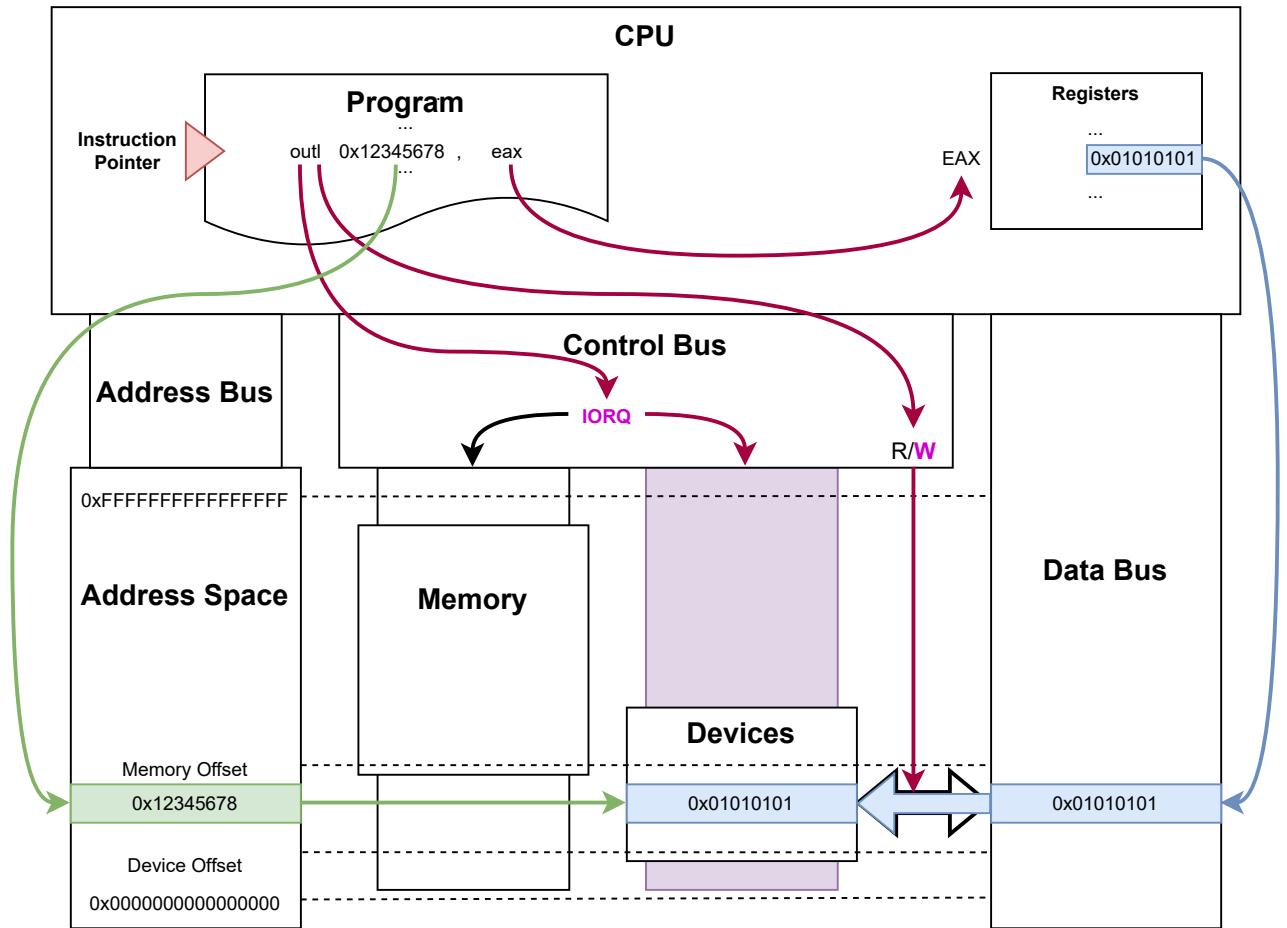 CPU
Program
...
Instruction
Pointer
outl 0x12345678 , eax
...
Registers
...
EAX
0x01010101
...
Address Bus
Control Bus
IORQ
R/W
0xFFFFFFFFFFFFFFFF
Address Space
Memory
Data Bus
Devices
Memory Offset
0x12345678
0x01010101
0x01010101
Device Offset
0x0000000000000000